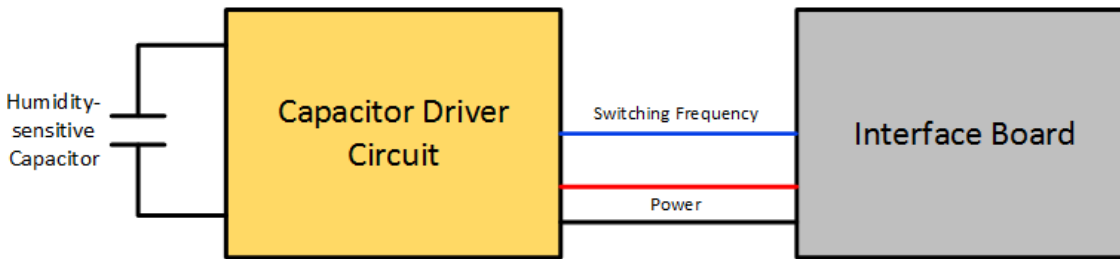 Humidity-
sensitive
Capacitor
Capacitor Driver
Circuit
Switching Frequency
Power
Interface Board